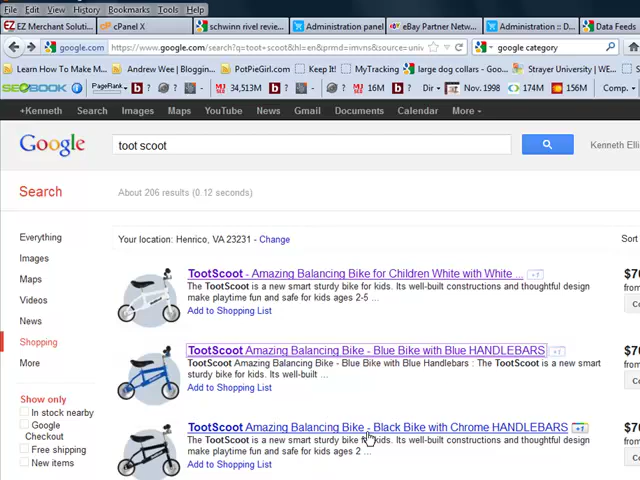 File Edit View History Bookmarks Tools Help
EZ EZ Merchant Soluti... cPanel X schwinn rivel revie... Administration panel eBay Partner Netw... Administration :: D... Data Feeds
google.com https://www.google.com/search?q=toot+scoot&hl=en&prmd=imvns&source=univ google category
Learn How To Make M... Andrew Wee | Bloggin... PotPieGirl.com Keep It! MyTracking large dog collars - Goo... Strayer University/W...
SEOBOOK PageRank 34,513M 38 16M Dir Nov. 1998 174M 156M Comp.
+Kenneth Search Images Maps YouTube News Gmail Documents Calendar More
Google toot scoot Kenneth Elli
Search About 206 results (0.12 seconds)
Everything
Images
Maps
Videos
News
Shopping
More
Show only
In stock nearby
Google
Checkout
Free shipping
New items
Your location: Henrico, VA 23231 - Change Sort
TootScoot - Amazing Balancing Bike for Children White with White ... +1
The TootScoot is a new smart sturdy bike for kids. Its well-built constructions and thoughtful design
make playtime fun and safe for kids ages 2-5 ...
Add to Shopping List
TootScoot Amazing Balancing Bike - Blue Bike with Blue HANDLEBARS +1
TootScoot Amazing Balancing Bike - Blue Bike with Blue Handlebars : The TootScoot is a new smart
sturdy bike for kids. Its well-built ...
Add to Shopping List
TootScoot Amazing Balancing Bike - Black Bike with Chrome HANDLEBARS +1
The TootScoot is a new smart sturdy bike for kids. Its well-built constructions and thoughtful design
make playtime fun and safe for kids ages 2 ...
Add to Shopping List